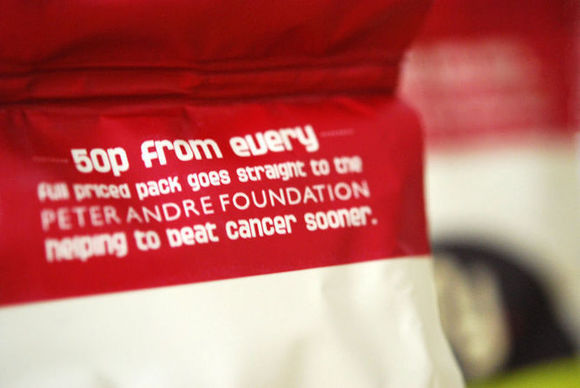 50p from every
full priced pack goes straight to the
PETER ANDRE FOUNDATION
helping to beat cancer sooner.